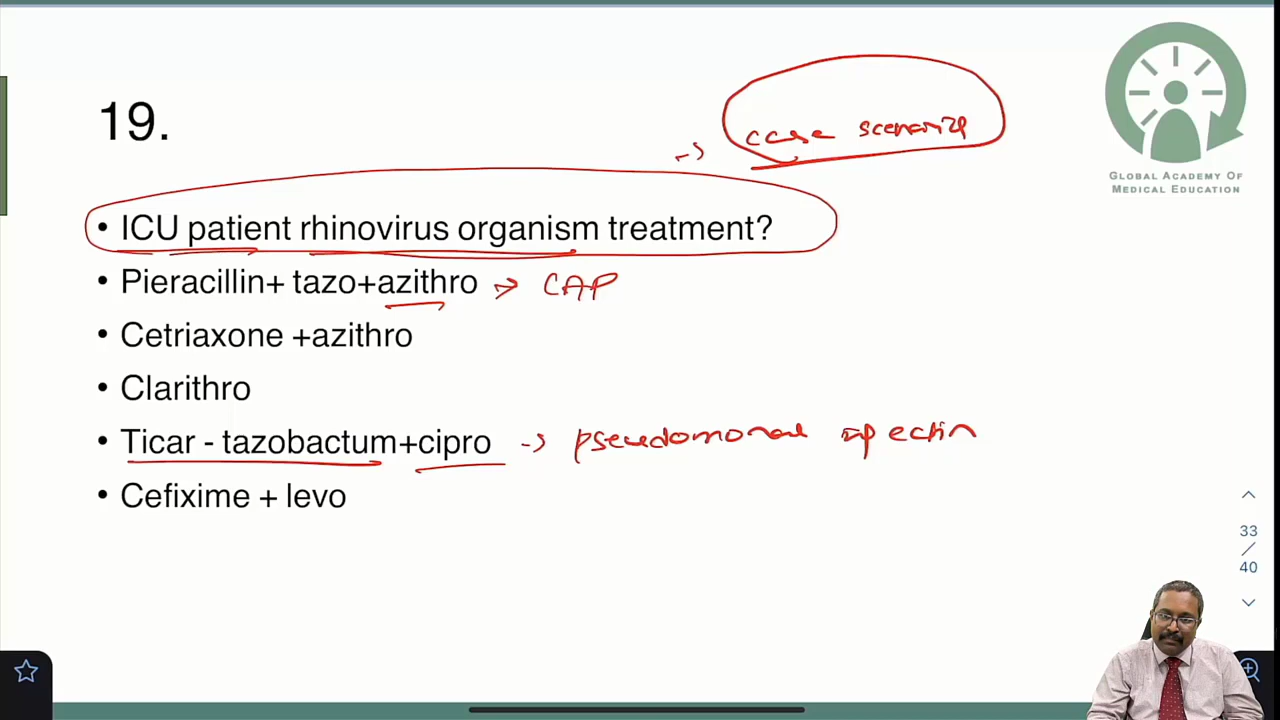 case scenario
GLOBAL ACADEMY OF
MEDICAL EDUCATION
19.
• ICU patient rhinovirus organism treatment?
• Pieracillin+ tazo+azithro → CAP
• Cetriaxone +azithro
• Clarithro
• Ticar - tazobactum+cipro → pseudomonal infection
• Cefixime + levo
33
/
40